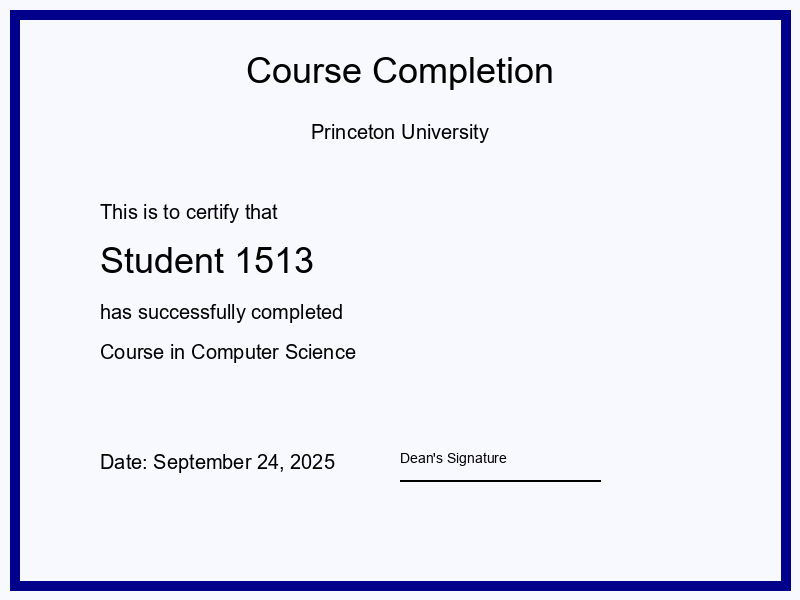 Course Completion
Princeton University
This is to certify that
Student 1513
has successfully completed
Course in Computer Science
Date: September 24, 2025
Dean's Signature